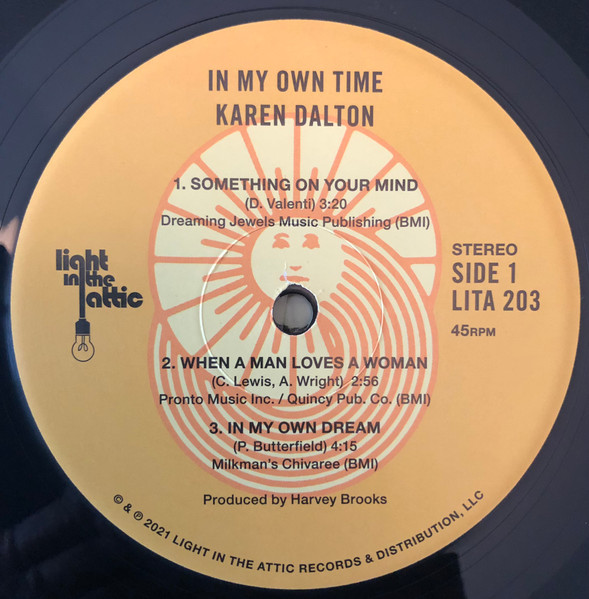 IN MY OWN TIME
KAREN DALTON
1. SOMETHING ON YOUR MIND
(D. Valenti) 3:20
Dreaming Jewels Music Publishing (BMI)
light
in the
attic
STEREO
SIDE 1
LITA 203
45RPM
2. WHEN A MAN LOVES A WOMAN
(C. Lewis, A. Wright) 2:56
Pronto Music Inc. / Quincy Pub. Co. (BMI)
3. IN MY OWN DREAM
(P. Butterfield) 4:15
Milkman's Chivaree (BMI)
Produced by Harvey Brooks
© & ℗ 2021 LIGHT IN THE ATTIC RECORDS & DISTRIBUTION, LLC